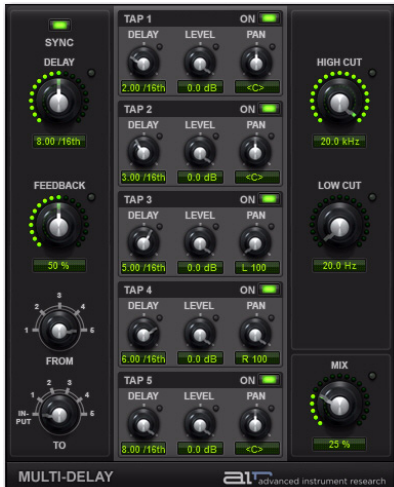 SYNC
DELAY
8.00 /16th
FEEDBACK
50 %
1 2 3 4 5
FROM
IN-PUT 1 2 3 4 5
TO
TAP 1 ON
DELAY LEVEL PAN
2.00 /16th 0.0 dB <C>
TAP 2 ON
DELAY LEVEL PAN
3.00 /16th 0.0 dB <C>
TAP 3 ON
DELAY LEVEL PAN
5.00 /16th 0.0 dB L 100
TAP 4 ON
DELAY LEVEL PAN
6.00 /16th 0.0 dB R 100
TAP 5 ON
DELAY LEVEL PAN
8.00 /16th 0.0 dB <C>
HIGH CUT
20.0 kHz
LOW CUT
20.0 Hz
MIX
25 %
MULTI-DELAY
air advanced instrument research